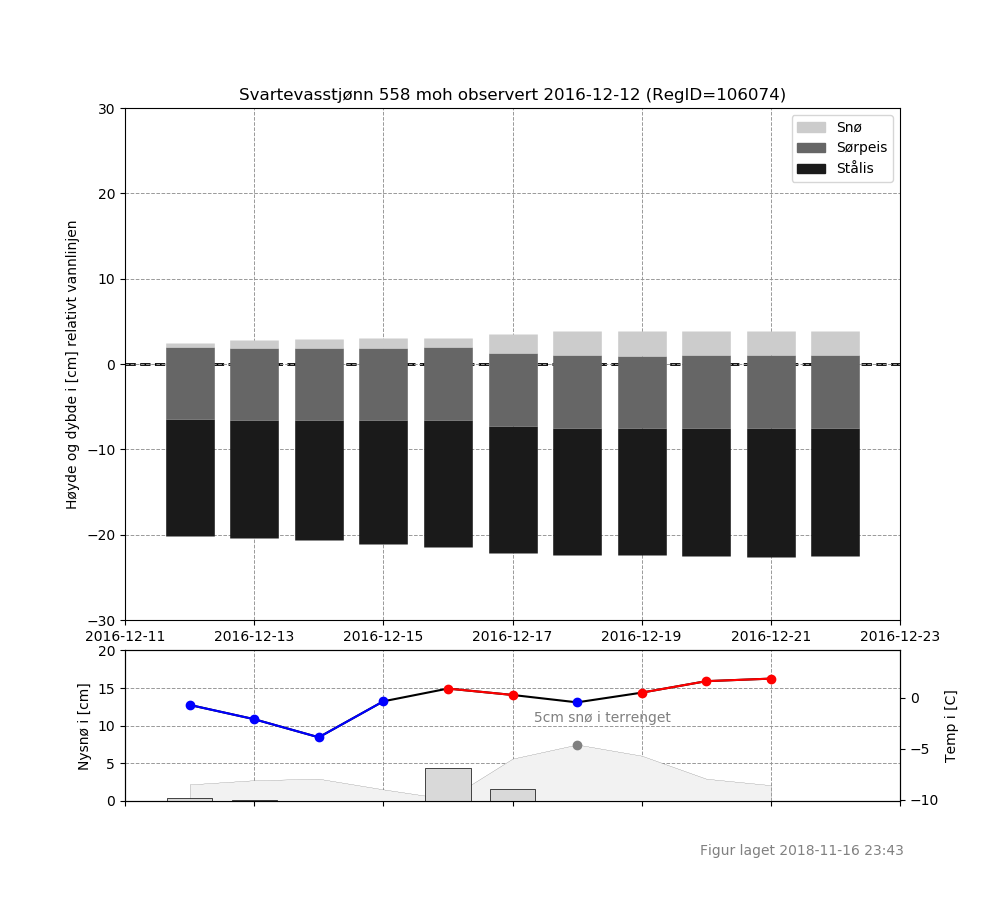 Svartevasstjønn 558 moh observert 2016-12-12 (RegID=106074)
Snø
Sørpeis
Stålis
Høyde og dybde i [cm] relativt vannlinjen
30
20
10
0
−10
−20
−30
2016-12-11 2016-12-13 2016-12-15 2016-12-17 2016-12-19 2016-12-21 2016-12-23
Nysnø i [cm]
20
15
10
5
0
5cm snø i terrenget
0
−5
−10
Temp i [C]
Figur laget 2018-11-16 23:43